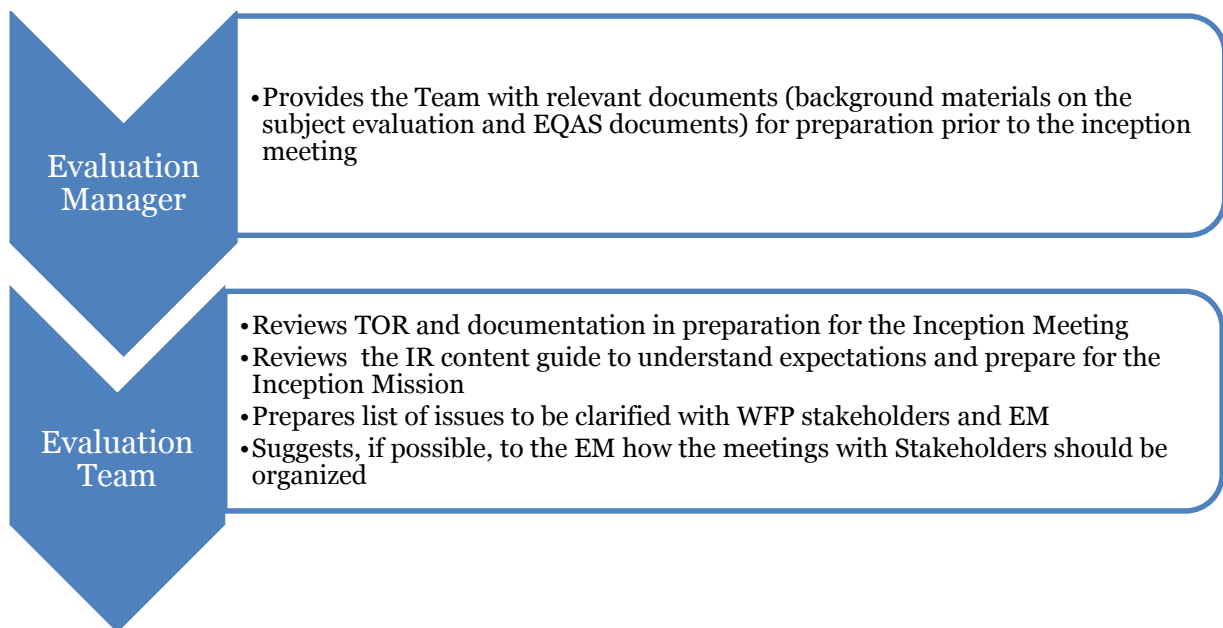 Evaluation
Manager
•Provides the Team with relevant documents (background materials on the
subject evaluation and EQAS documents) for preparation prior to the inception
meeting
Evaluation
Team
•Reviews TOR and documentation in preparation for the Inception Meeting
•Reviews  the IR content guide to understand expectations and prepare for the
Inception Mission
•Prepares list of issues to be clarified with WFP stakeholders and EM
•Suggests, if possible, to the EM how the meetings with Stakeholders should be
organized